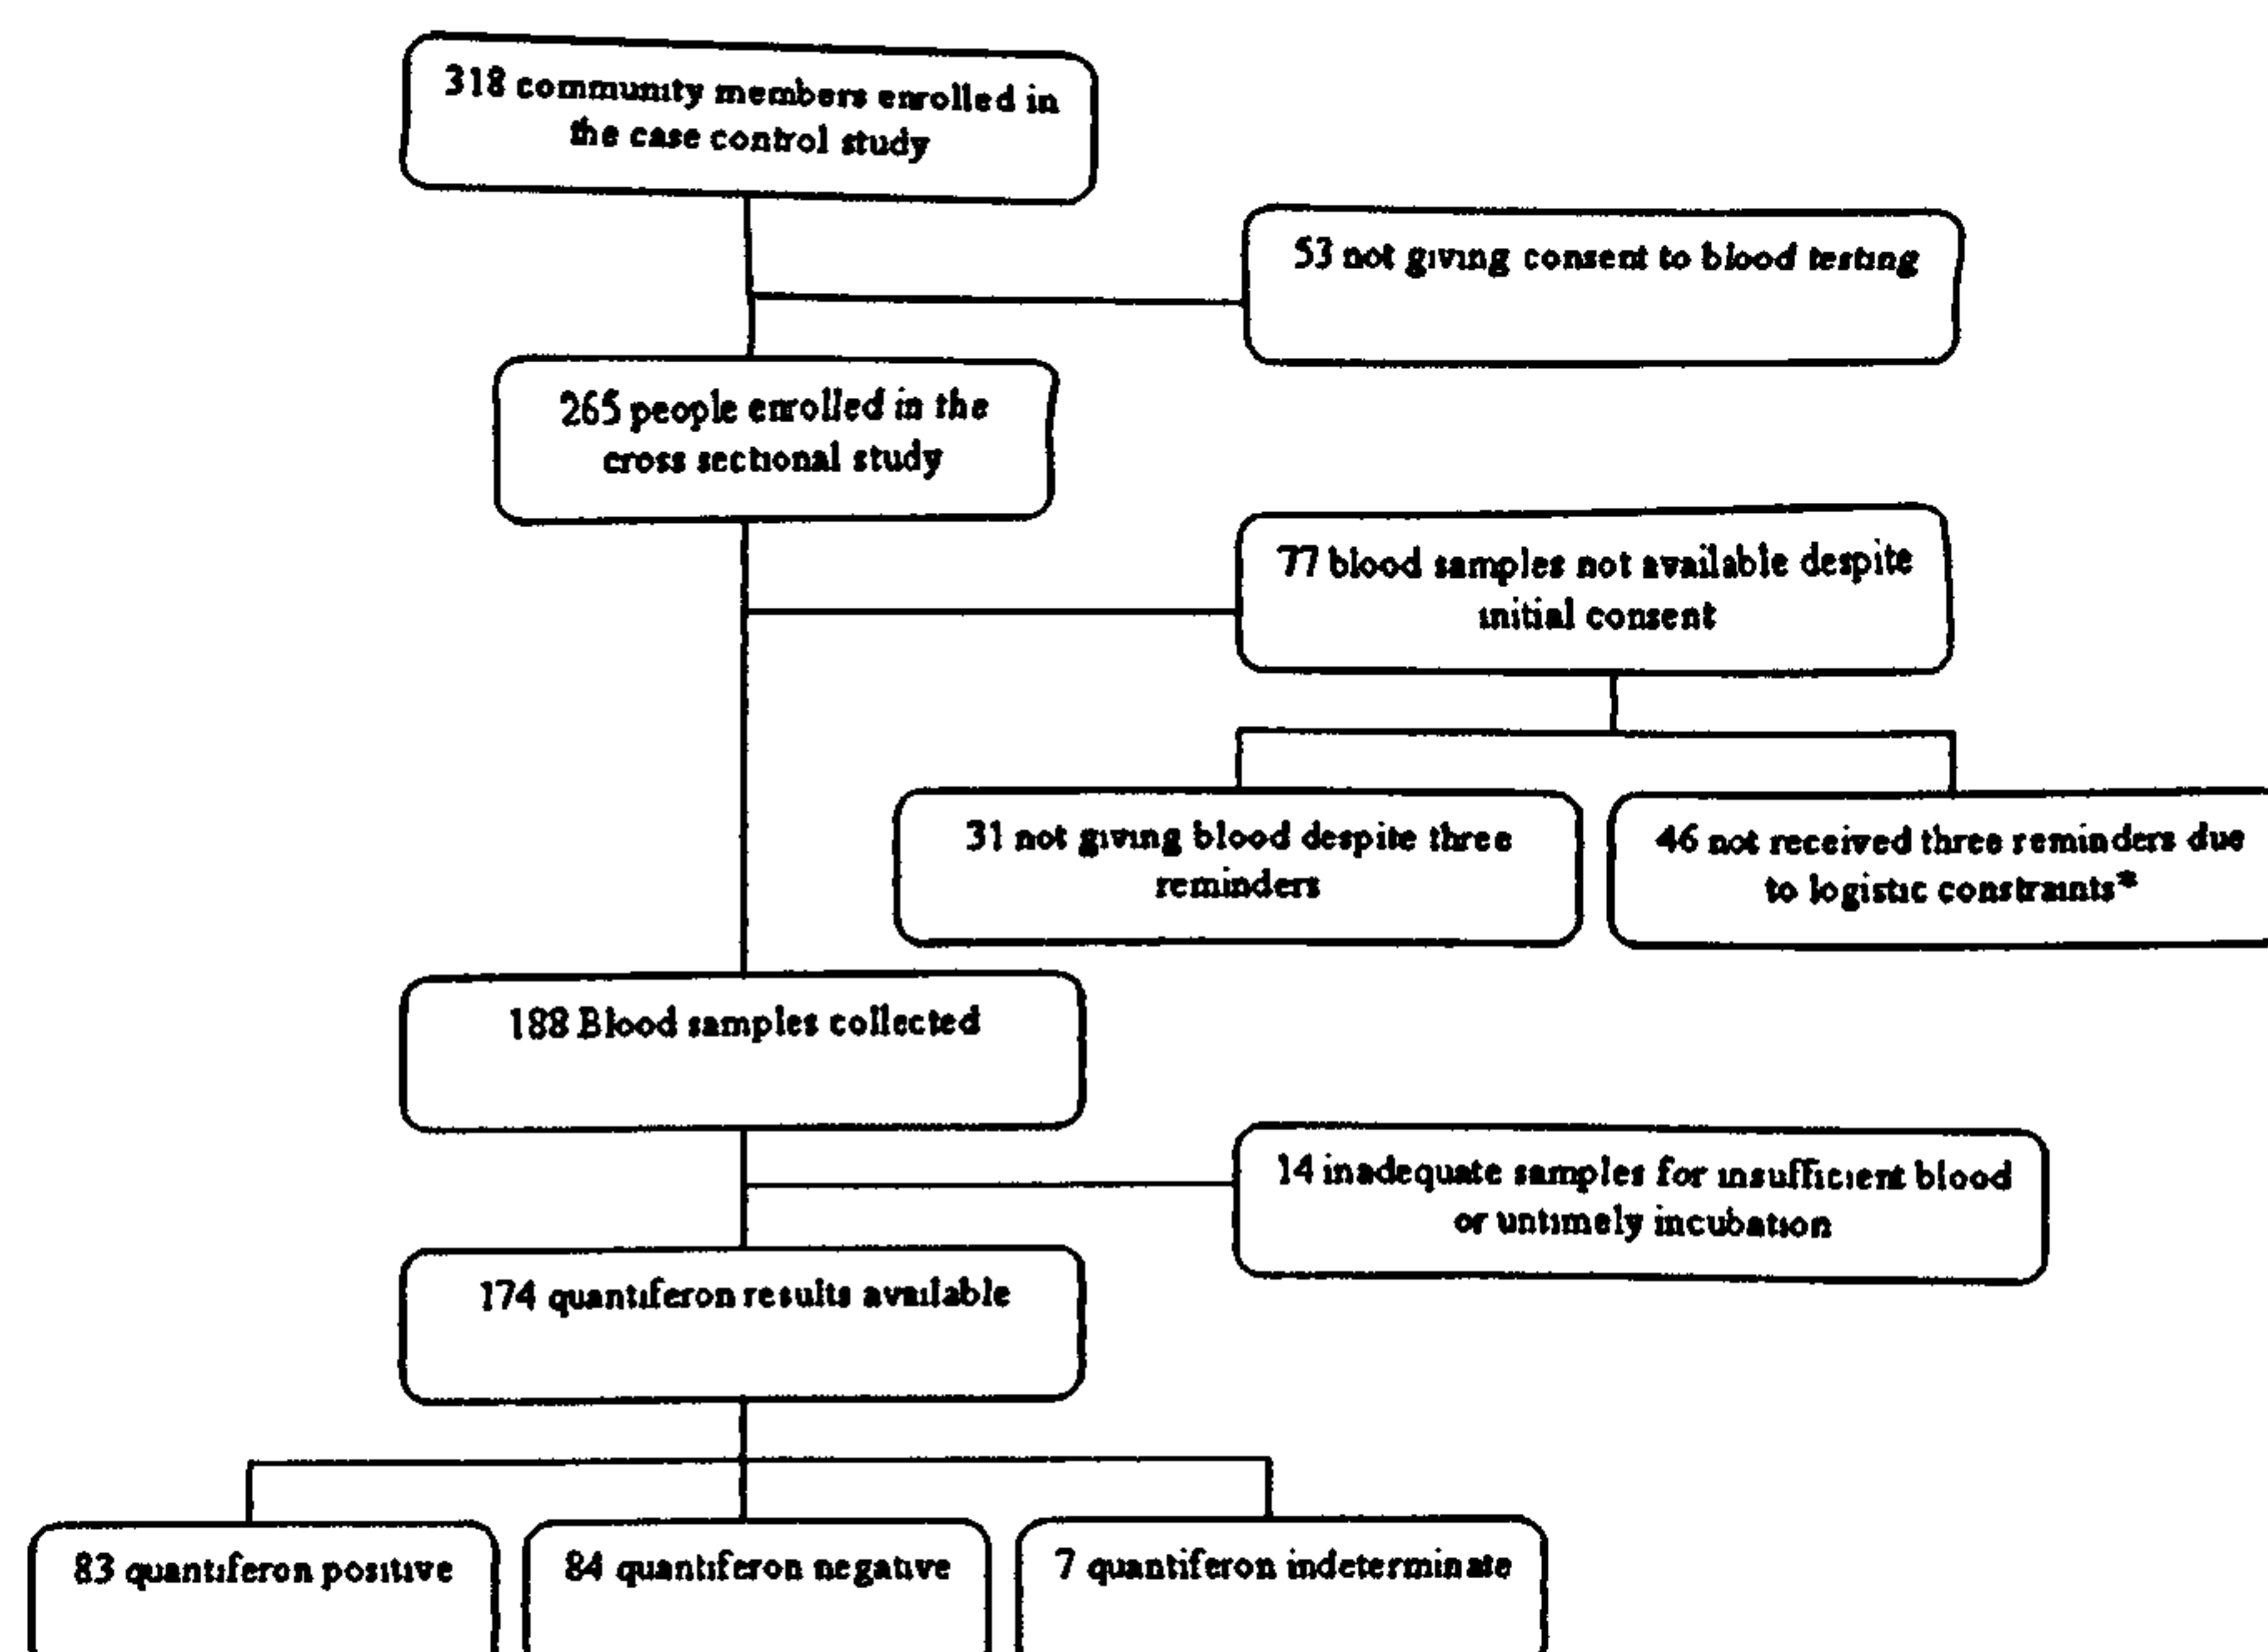 318 community members enrolled in
the case control study
53 not giving consent to blood testing
265 people enrolled in the
cross sectional study
77 blood samples not available despite
initial consent
31 not giving blood despite three
reminders
46 not received three reminders due
to logistic constraints*
188 Blood samples collected
14 inadequate samples for insufficient blood
or untimely incubation
174 quantiferon results available
83 quantiferon positive
84 quantiferon negative
7 quantiferon indeterminate